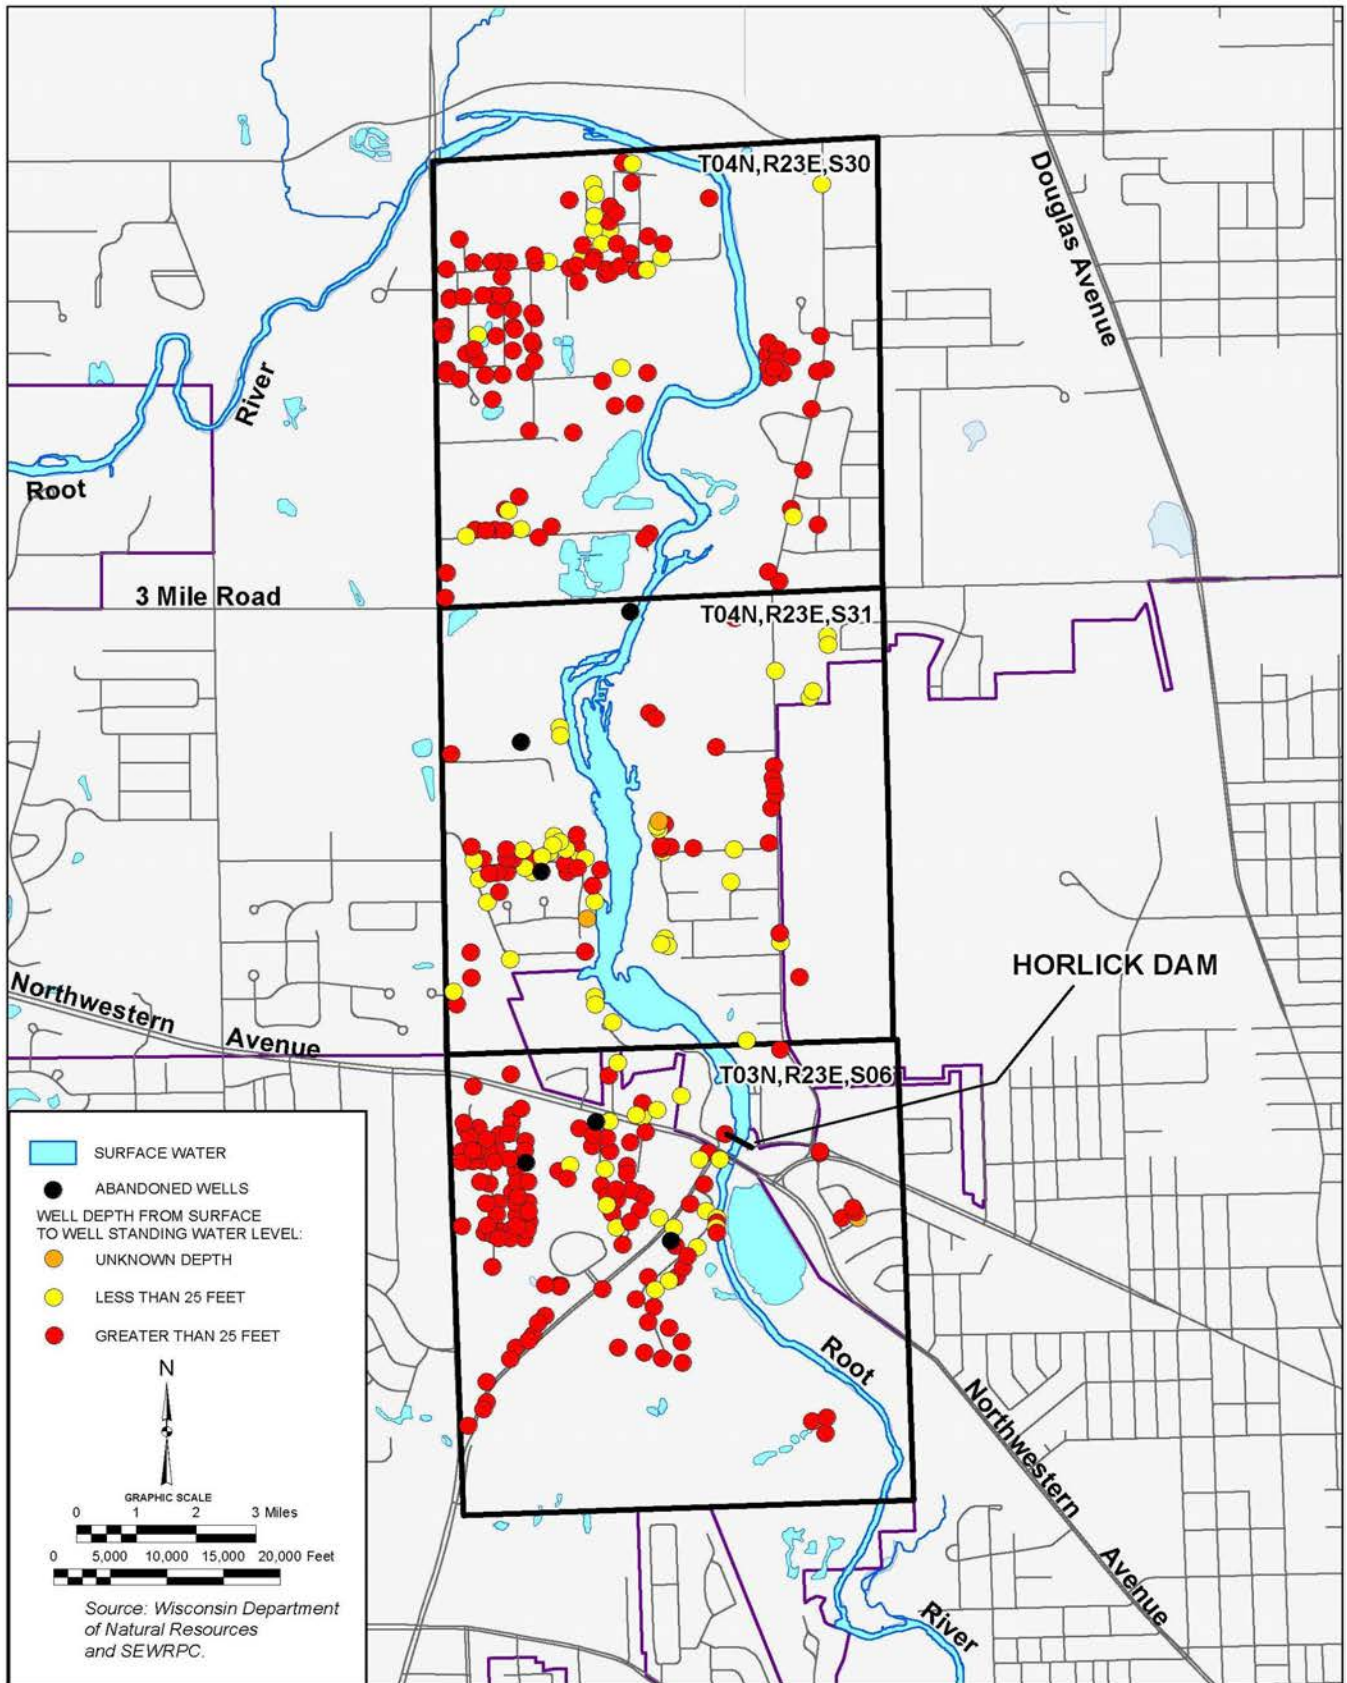 T04N,R23E,S30
Douglas Avenue
River
Root
3 Mile Road
T04N,R23E,S31
HORLICK DAM
Northwestern
Avenue
T03N,R23E,S06
SURFACE WATER
ABANDONED WELLS
WELL DEPTH FROM SURFACE
TO WELL STANDING WATER LEVEL:
UNKNOWN DEPTH
LESS THAN 25 FEET
GREATER THAN 25 FEET
N
GRAPHIC SCALE
0 1 2 3 Miles
0 5,000 10,000 15,000 20,000 Feet
Source: Wisconsin Department
of Natural Resources
and SEWRPC.
Root
Northwestern
Avenue
River